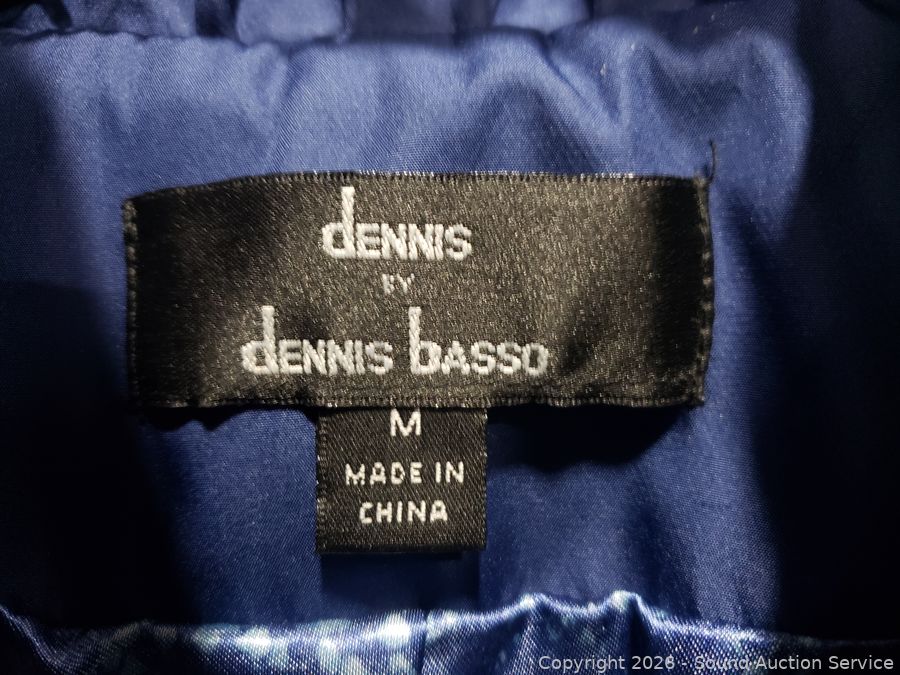 dENNIS
BY
dENNIS bASSO
M
MADE IN
CHINA
Copyright 2026 - Sound Auction Service